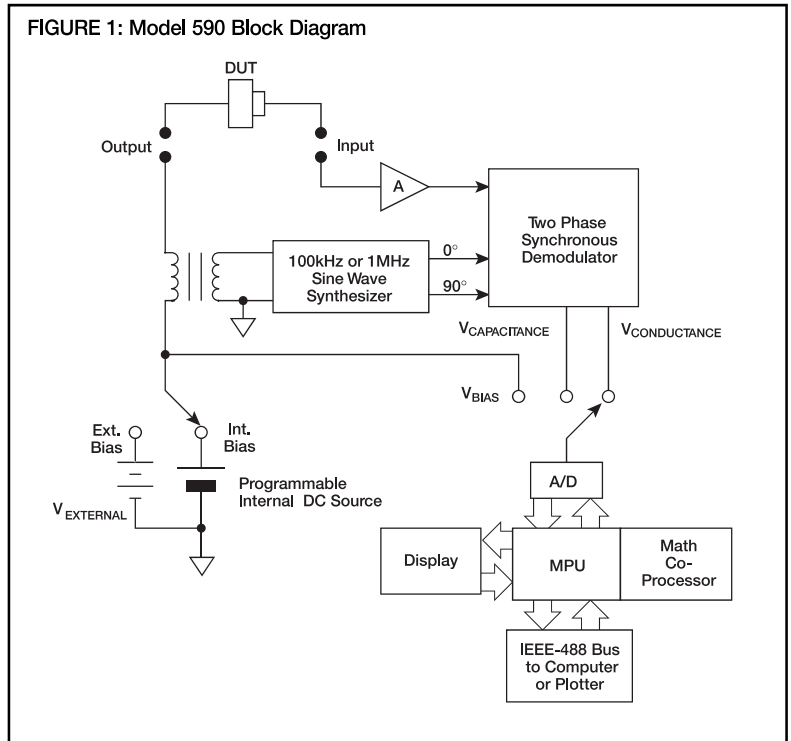 FIGURE 1: Model 590 Block Diagram
DUT
Output
Input
A
Two Phase
Synchronous
Demodulator
100kHz or 1MHz
Sine Wave
Synthesizer
0°
90°
VCAPACITANCE
VCONDUCTANCE
VBIAS
Ext.
Bias
Int.
Bias
Programmable
Internal DC Source
V EXTERNAL
A/D
Display
MPU
Math
Co-
Processor
IEEE-488 Bus
to Computer
or Plotter